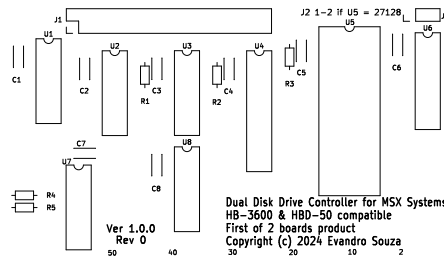 J1
J2 1-2 if U5 = 27128
J
U1
U2
U3
U4
U5
U6
C1
C2
R1
C3
R2
C4
R3
C5
C6
C7
U7
U8
C8
R4
R5
Ver 1.0.0
Rev 0
Dual Disk Drive Controller for MSX Systems
HB-3600 & HBD-50 compatible
First of 2 boards product
Copyright (c) 2024 Evandro Souza
50
40
30
20
10
2